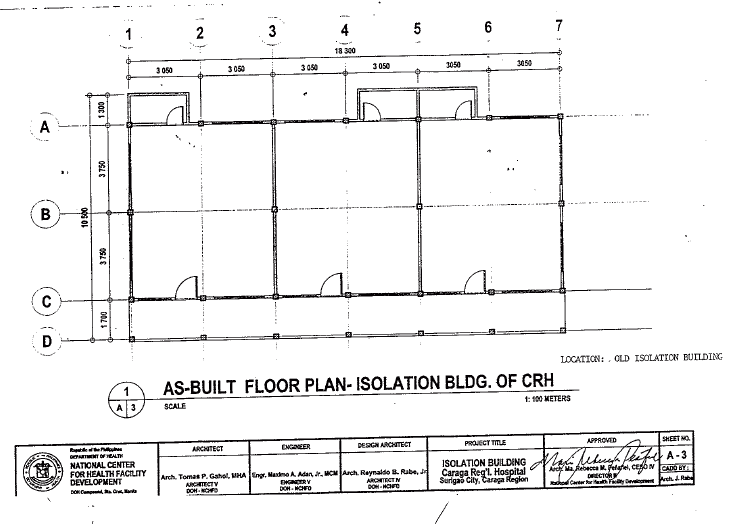 1 2 3 4 5 6 7
18 300
3 050 3 050 3 050 3 050 3050 3050
A
B
C
D
1 300
3 750
3 750
1 700
10 500
LOCATION: . OLD ISOLATION BUILDING
1
A 3
AS-BUILT FLOOR PLAN- ISOLATION BLDG. OF CRH
SCALE
1: 100 METERS
Republic of the Philippines
DEPARTMENT OF HEALTH
NATIONAL CENTER
FOR HEALTH FACILITY
DEVELOPMENT
DOH Compound, Sta. Cruz, Manila
ARCHITECT
Arch. Tomas P. Gahol, MHA
ARCHITECT V
DOH - NCHFD
ENGINEER
Engr. Maximo A. Adan, Jr., MCM
ENGINEER V
DOH - NCHFD
DESIGN ARCHITECT
Arch. Reynaldo S. Rabe, Jr.
ARCHITECT IV
DOH - NCHFD
PROJECT TITLE
ISOLATION BUILDING
Caraga Reg'l. Hospital
Surigao City, Caraga Region
APPROVED
Arch. Ma. Rebecca M. Peñafiel, CESO IV
DIRECTOR III
National Center for Health Facility Development
SHEET NO.
A - 3
CADD BY :
Arch. J. Rabe